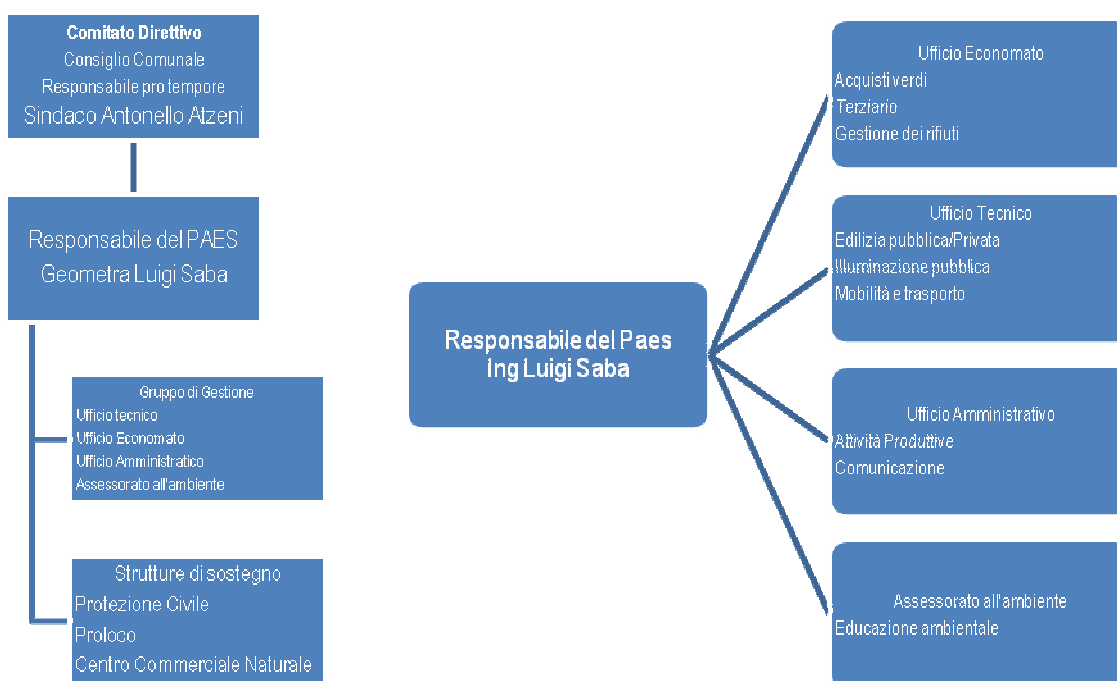 Comitato Direttivo
Consiglio Comunale
Responsabile pro tempore
Sindaco Antonello Atzeni
Responsabile del PAES
Geometra Luigi Saba
Gruppo di Gestione
Ufficio tecnico
Ufficio Economato
Ufficio Amministratico
Assessorato all'ambiente
Strutture di sostegno
Protezione Civile
Proloco
Centro Commerciale Naturale
Responsabile del Paes
Ing Luigi Saba
Ufficio Economato
Acquisti verdi
Terziario
Gestione dei rifiuti
Ufficio Tecnico
Edilizia pubblica/Privata
Illuminazione pubblica
Mobilità e trasporto
Ufficio Amministrativo
Attività Produttive
Comunicazione
Assessorato all'ambiente
Educazione ambientale